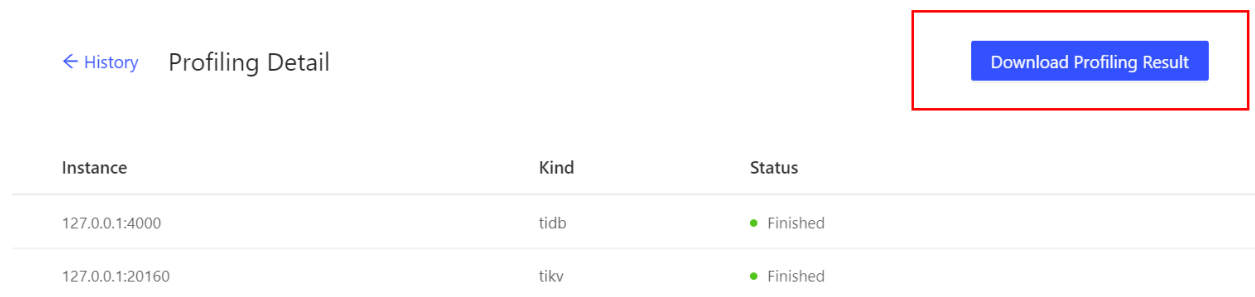 ← History Profiling Detail Download Profiling Result
Instance Kind Status
127.0.0.1:4000 tidb Finished
127.0.0.1:20160 tikv Finished